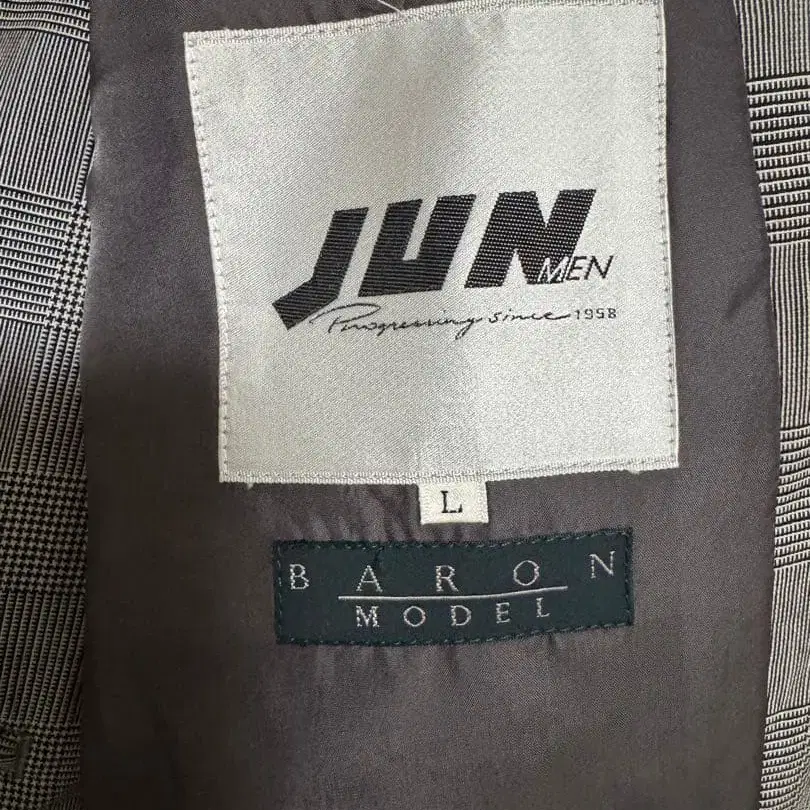 JUN MEN
Progressing since 1958
L
BARON
MODEL